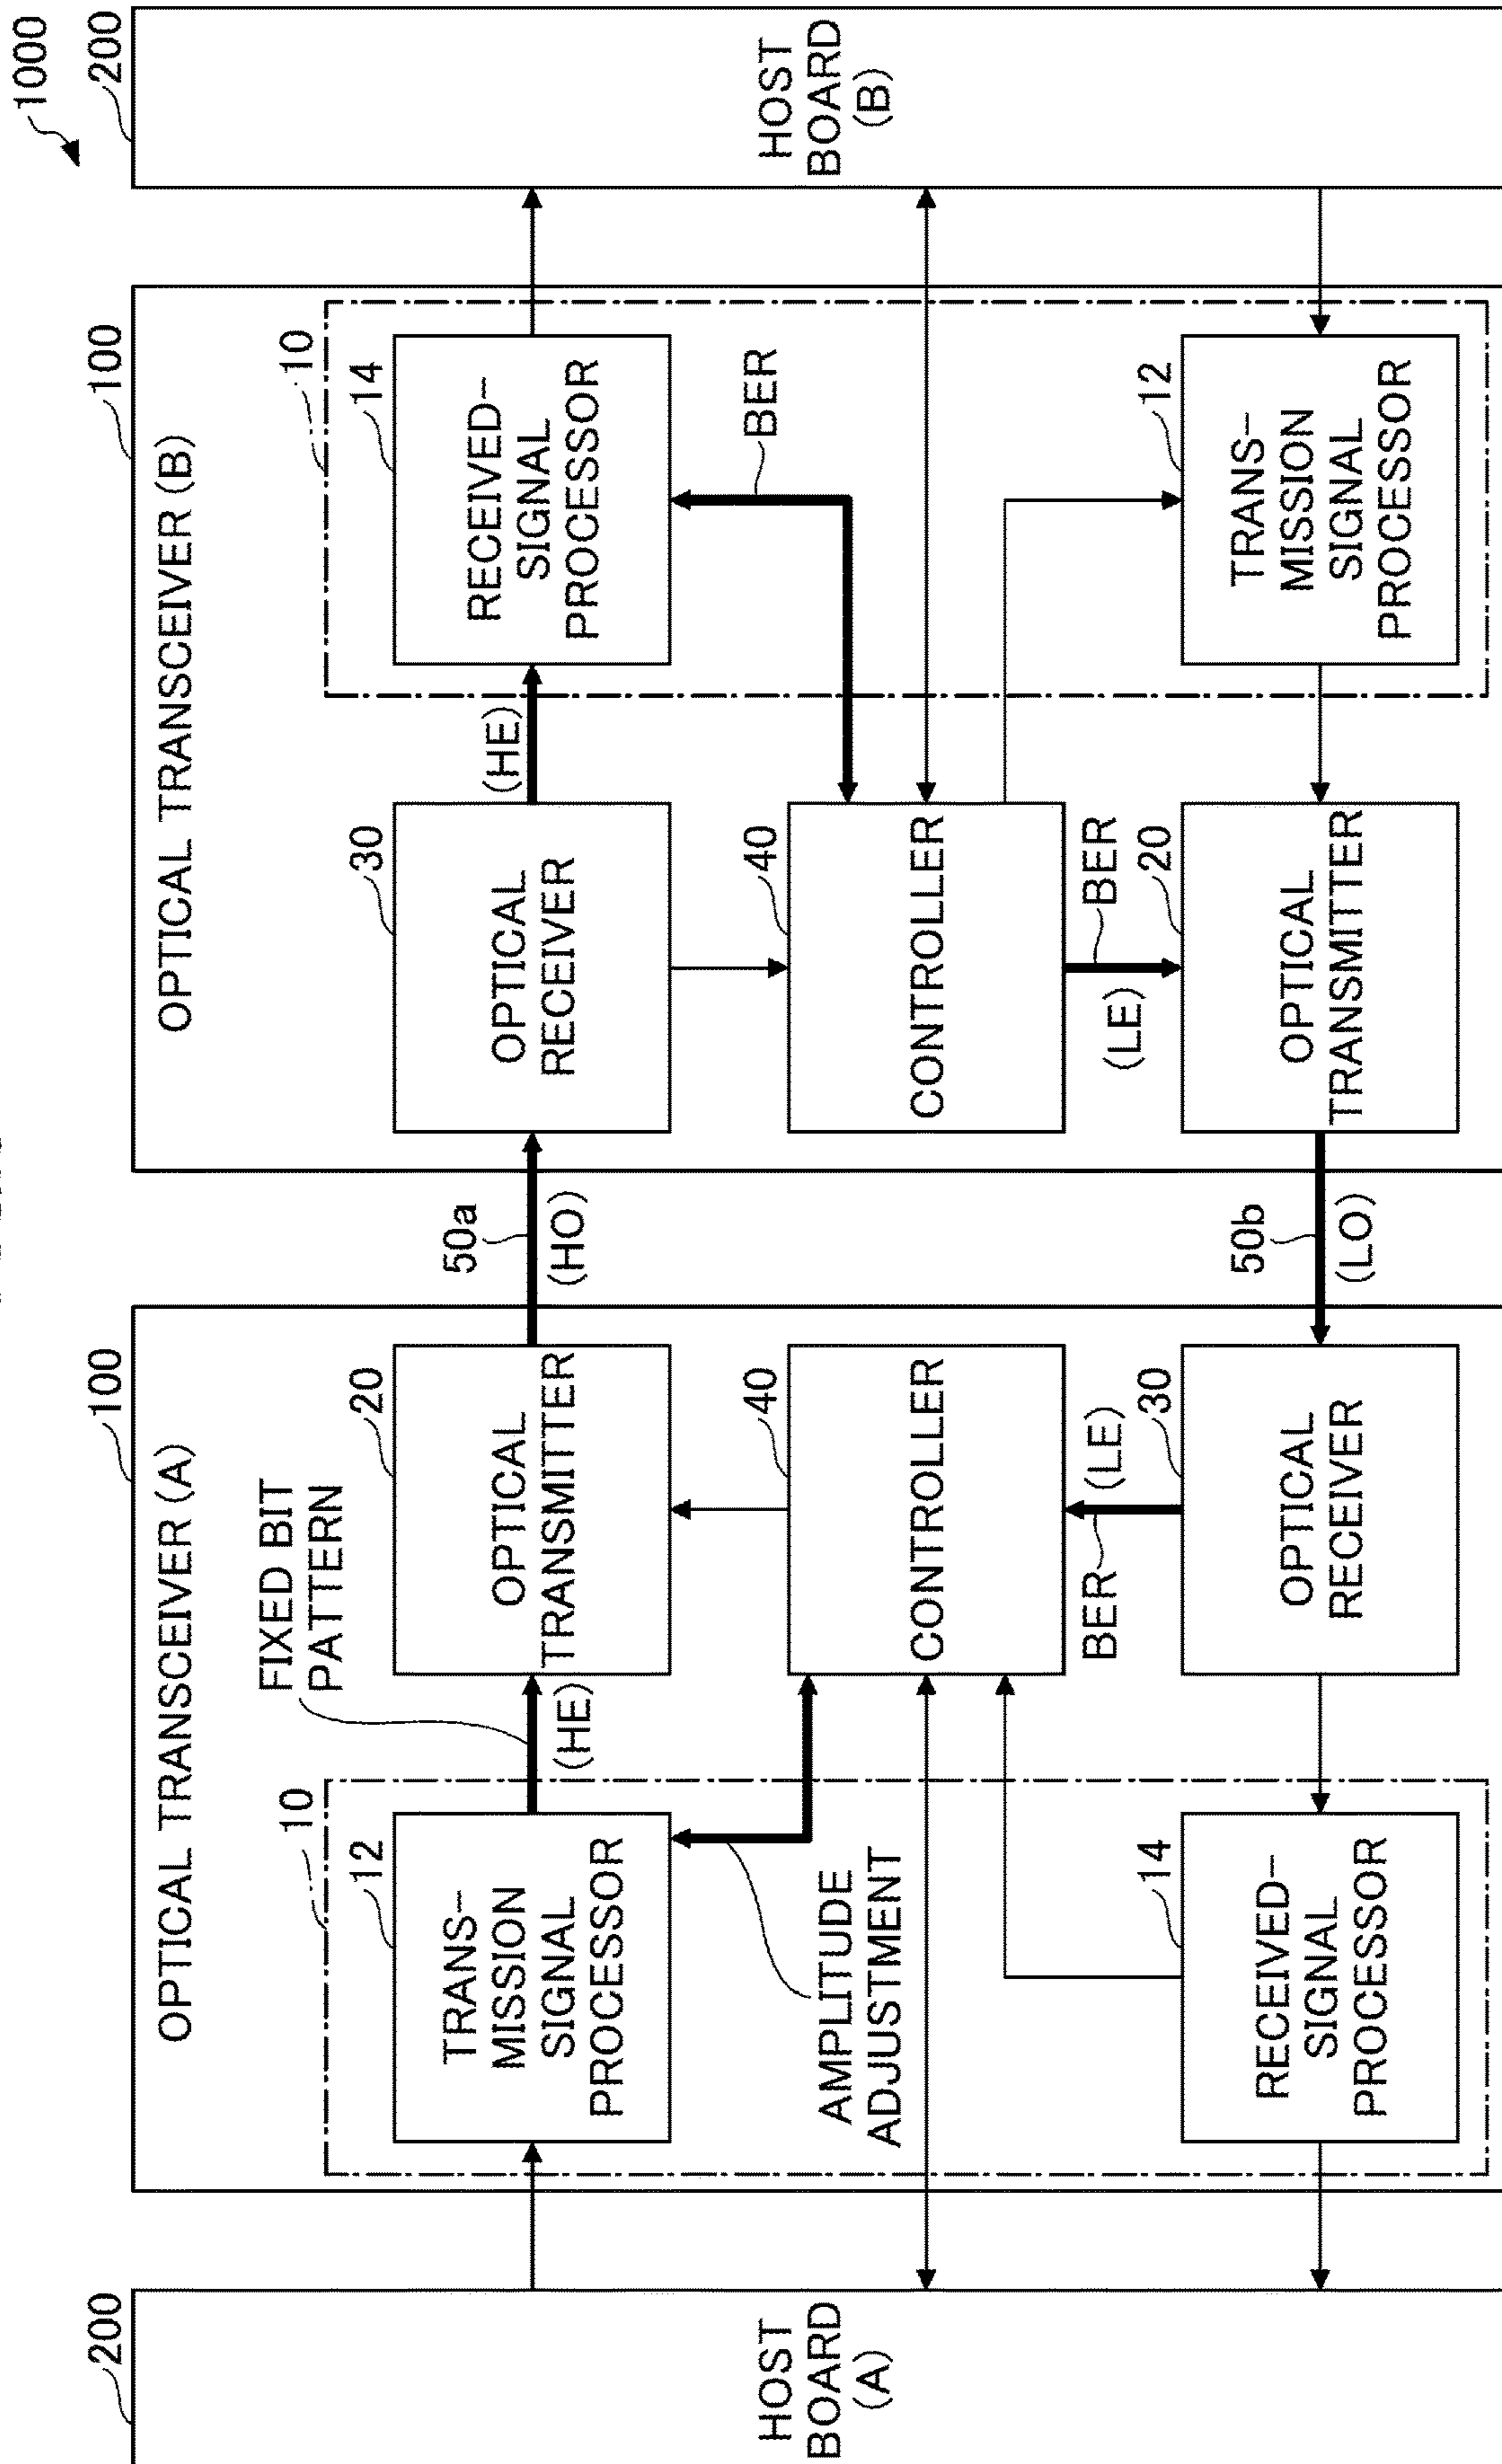 1000
200
HOST
BOARD
(A)
100
OPTICAL TRANSCEIVER (A)
10
12
TRANS-
MISSION
SIGNAL
PROCESSOR
FIXED BIT
PATTERN
(HE)
20
OPTICAL
TRANSMITTER
AMPLITUDE
ADJUSTMENT
40
CONTROLLER
BER
(LE)
14
RECEIVED-
SIGNAL
PROCESSOR
30
OPTICAL
RECEIVER
50a
(HO)
50b
(LO)
100
OPTICAL TRANSCEIVER (B)
30
OPTICAL
RECEIVER
(HE)
10
14
RECEIVED-
SIGNAL
PROCESSOR
BER
40
CONTROLLER
(LE)
BER
20
OPTICAL
TRANSMITTER
12
TRANS-
MISSION
SIGNAL
PROCESSOR
200
HOST
BOARD
(B)